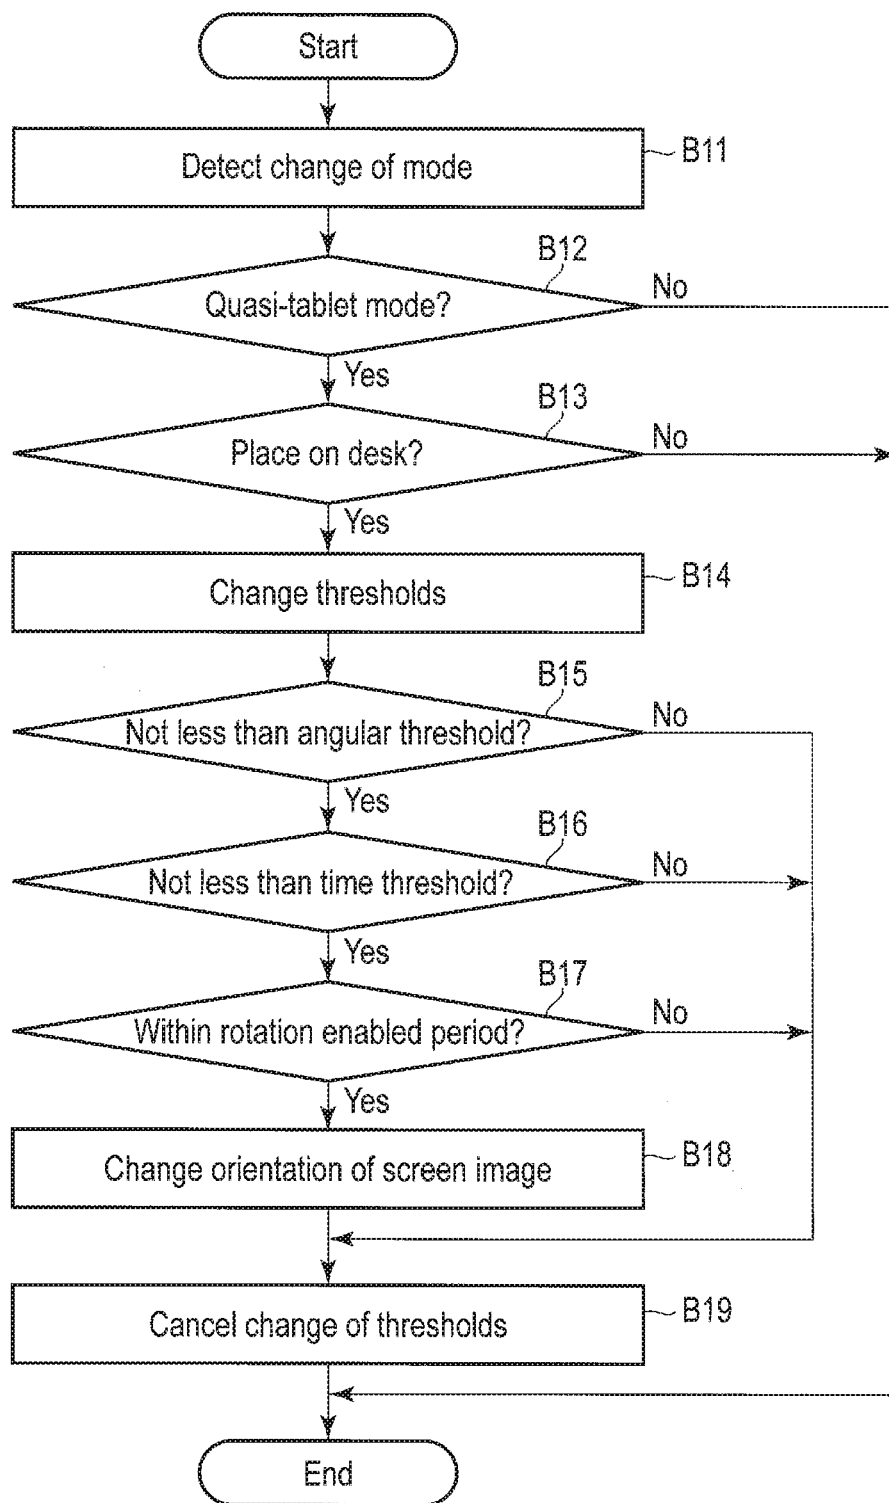 Start
Detect change of mode
B11
B12
Quasi-tablet mode?
No
Yes
B13
Place on desk?
No
Yes
Change thresholds
B14
B15
Not less than angular threshold?
No
Yes
B16
Not less than time threshold?
No
Yes
B17
Within rotation enabled period?
No
Yes
Change orientation of screen image
B18
Cancel change of thresholds
B19
End